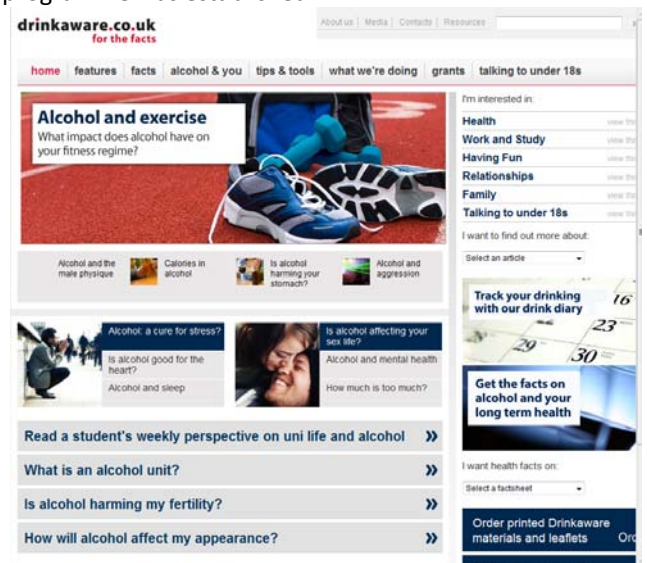 drinkaware.co.uk
for the facts
About us | Media | Contacts | Resources
home features facts alcohol & you tips & tools what we're doing grants talking to under 18s
Alcohol and exercise
What impact does alcohol have on
your fitness regime?
Alcohol and the
male physique
Calories in
alcohol
Is alcohol
harming your
stomach?
Alcohol and
aggression
Alcohol: a cure for stress?
Is alcohol good for the
heart?
Alcohol and sleep
Is alcohol affecting your
sex life?
Alcohol and mental health
How much is too much?
Read a student's weekly perspective on uni life and alcohol »
What is an alcohol unit? »
Is alcohol harming my fertility? »
How will alcohol affect my appearance? »
I'm interested in:
Health view
Work and Study view
Having Fun view
Relationships view
Family view
Talking to under 18s view
I want to find out more about:
Select an article
Track your drinking
with our drink diary
16
23
29
30
Get the facts on
alcohol and your
long term health
I want health facts on:
Select a factsheet
Order printed Drinkaware
materials and leaflets